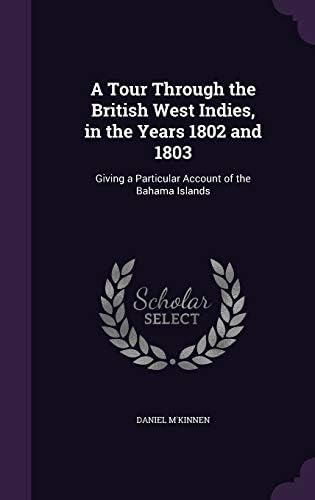 A Tour Through the
British West Indies,
in the Years 1802 and
1803
Giving a Particular Account of the
Bahama Islands
Scholar
SELECT
DANIEL M'KINNEN